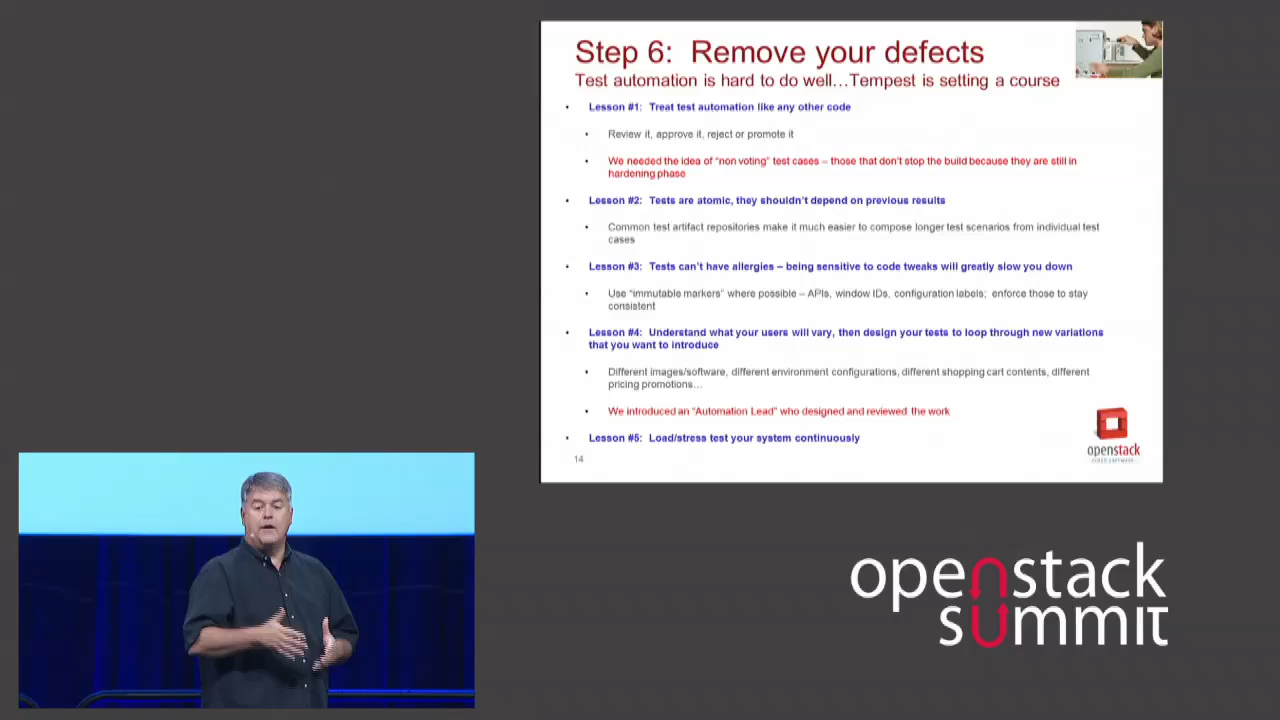 Step 6: Remove your defects
Test automation is hard to do well…Tempest is setting a course
• Lesson #1: Treat test automation like any other code
• Review it, approve it, reject or promote it
• We needed the idea of "non voting" test cases – those that don't stop the build because they are still in
hardening phase
• Lesson #2: Tests are atomic, they shouldn't depend on previous results
• Common test artifact repositories make it much easier to compose longer test scenarios from individual test
cases
• Lesson #3: Tests can't have allergies – being sensitive to code tweaks will greatly slow you down
• Use "immutable markers" where possible – APIs, window IDs, configuration labels; enforce those to stay
consistent
• Lesson #4: Understand what your users will vary, then design your tests to loop through new variations
that you want to introduce
• Different images/software, different environment configurations, different shopping cart contents, different
pricing promotions…
• We introduced an "Automation Lead" who designed and reviewed the work
• Lesson #5: Load/stress test your system continuously
14
openstack
CLOUD SOFTWARE
openstack
summit